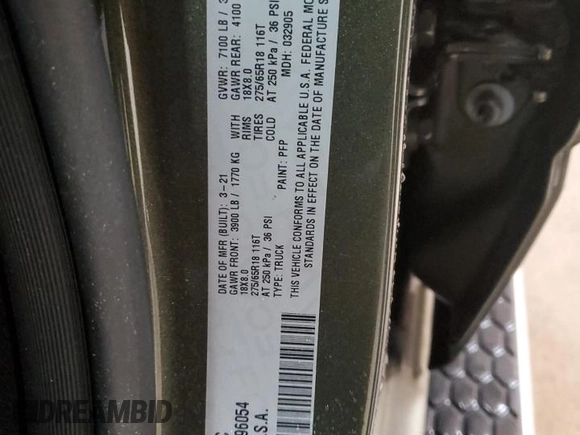 DATE OF MFR (BUILT): 3-21 GVWR: 7100 LB /
GAWR FRONT: 3900 LB / 1770 KG WITH GAWR REAR: 4100
18X8.0 RIMS 18X8.0
275/65R18 116T TIRES 275/65R18 116T
AT 250 kPa / 36 PSI COLD AT 250 kPa / 36 PSI
TYPE: TRUCK PAINT: PFP MDH: 032905
THIS VEHICLE CONFORMS TO ALL APPLICABLE U.S.A. FEDERAL MO
STANDARDS IN EFFECT ON THE DATE OF MANUFACTURE S
96054
.S.A.
DREAMBID